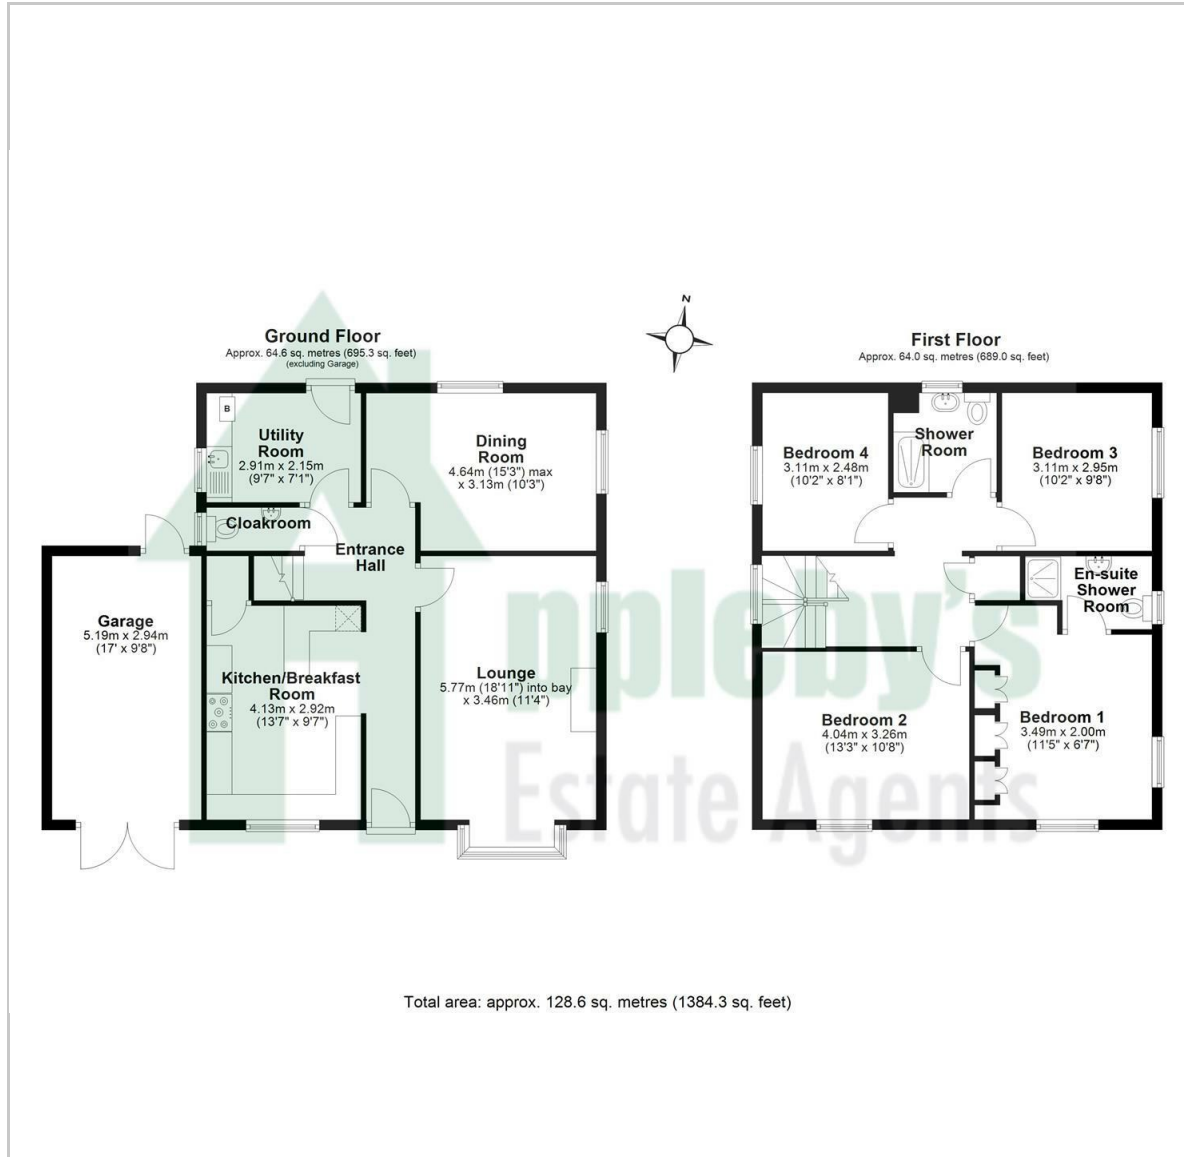 N
Ground Floor
Approx. 64.6 sq. metres (695.3 sq. feet)
(excluding Garage)
First Floor
Approx. 64.0 sq. metres (689.0 sq. feet)
B
Utility
Room
2.91m x 2.15m
(9'7" x 7'1")
Dining
Room
4.64m (15'3") max
x 3.13m (10'3")
Cloakroom
Entrance
Hall
Garage
5.19m x 2.94m
(17' x 9'8")
Kitchen/Breakfast
Room
4.13m x 2.92m
(13'7" x 9'7")
Lounge
5.77m (18'11") into bay
x 3.46m (11'4")
Bedroom 4
3.11m x 2.48m
(10'2" x 8'1")
Shower
Room
Bedroom 3
3.11m x 2.95m
(10'2" x 9'8")
En-suite
Shower
Room
Bedroom 2
4.04m x 3.26m
(13'3" x 10'8")
Bedroom 1
3.49m x 2.00m
(11'5" x 6'7")
Appleby's
Estate Agents
Total area: approx. 128.6 sq. metres (1384.3 sq. feet)